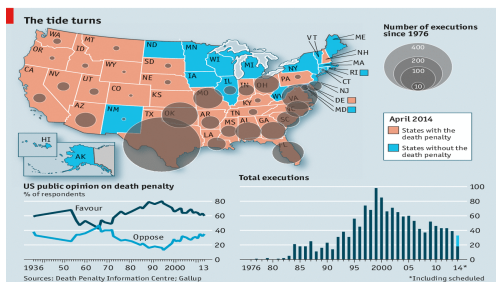 The tide turns
WA
MT
ND
MN
VT
ME
OR
ID
SD
WI
MI
NY
NH
MA
WY
NE
IA
PA
RI
CA
NV
UT
CO
KS
MO
IL
IN
OH
CT
NJ
DE
MD
AZ
NM
TX
OK
AR
KY
TN
WV
VA
NC
SC
LA
MS
AL
GA
FL
HI
AK
Number of executions
since 1976
400
200
100
10
April 2014
States with the
death penalty
States without the
death penalty
US public opinion on death penalty
% of respondents
Favour
Oppose
80
60
40
20
0
1936 50 60 70 80 90 2000 13
Total executions
100
80
60
40
20
0
1976 80 85 90 95 2000 05 10 14*
Sources: Death Penalty Information Centre; Gallup
*Including scheduled